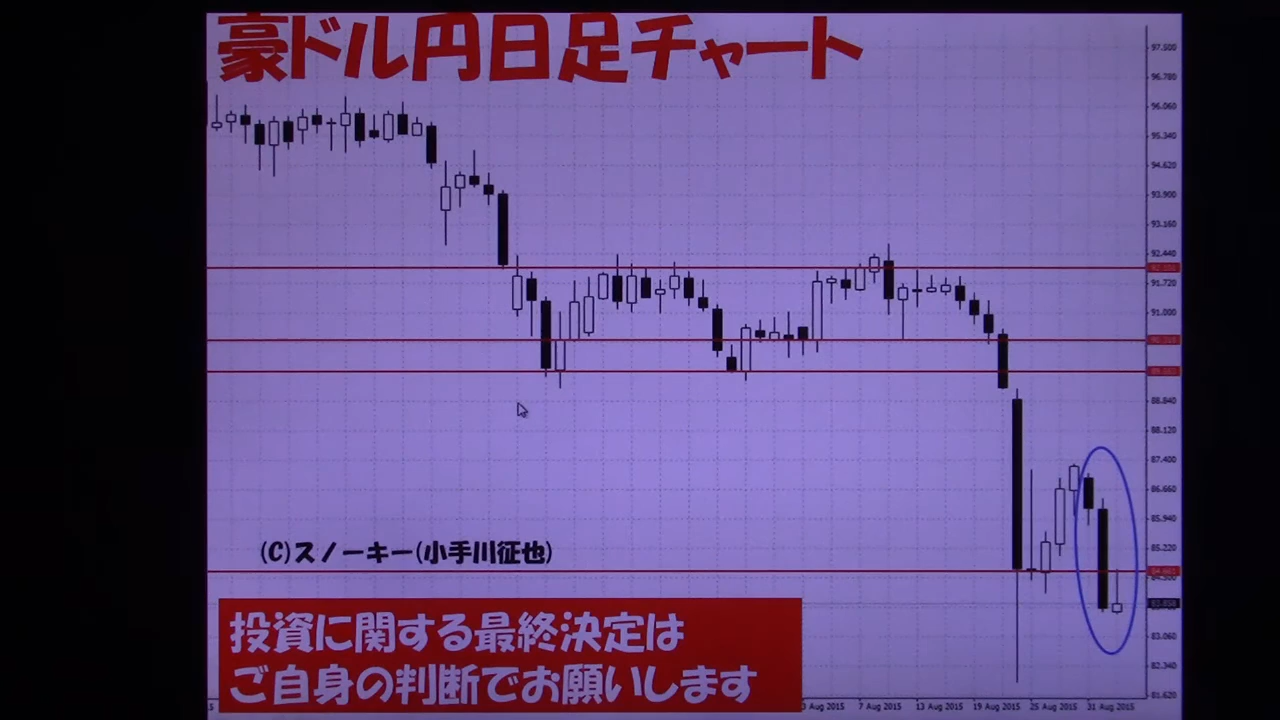 豪ドル円日足チャート
97.500
96.780
96.060
95.340
94.620
93.900
93.160
92.440
91.720
91.000
88.840
88.120
87.400
86.660
85.940
85.220
84.500
83.060
82.340
81.620
(C)スノーキー(小手川征也)
投資に関する最終決定は
ご自身の判断でお願いします
Aug 2015
7 Aug 2015
13 Aug 2015
19 Aug 2015
25 Aug 2015
31 Aug 2015